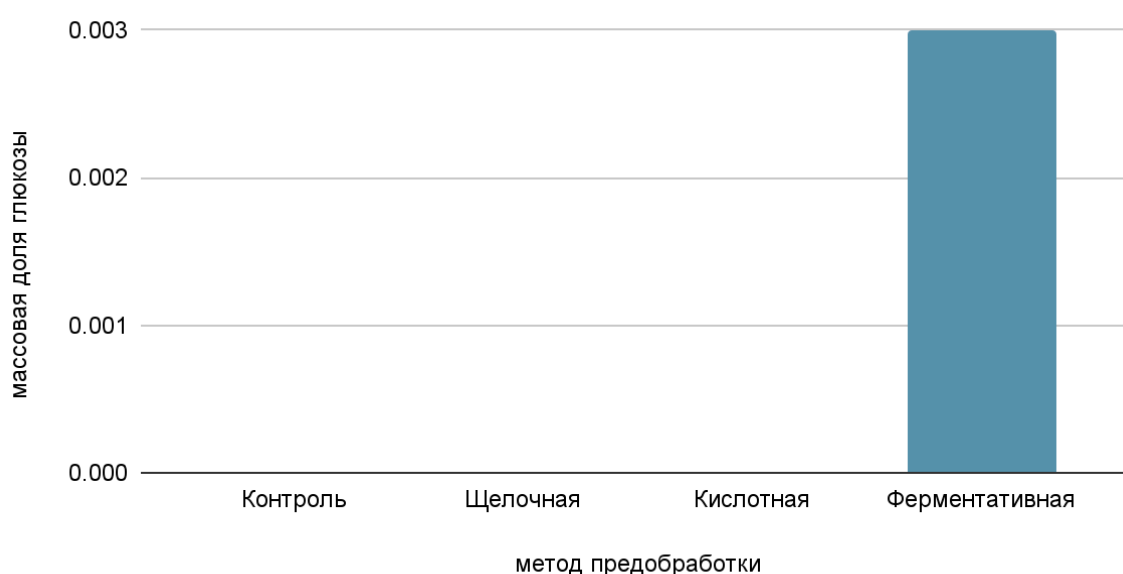 0.003
0.002
0.001
0.000
массовая доля глюкозы
Контроль Щелочная Кислотная Ферментативная
метод предобработки